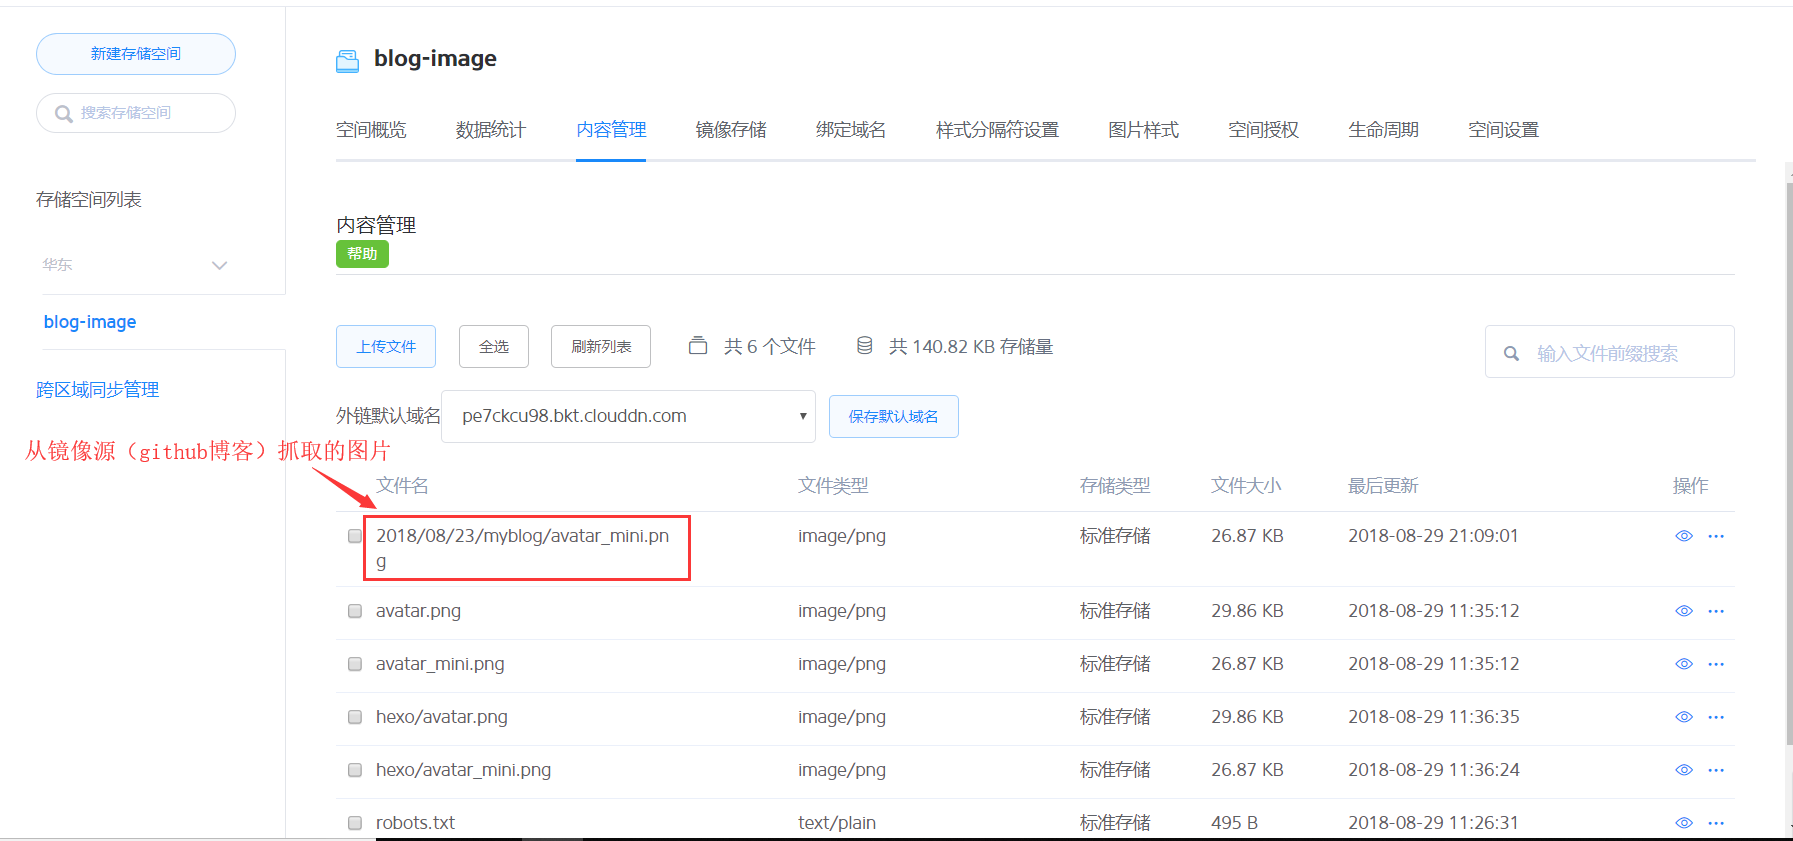 新建存储空间
搜索存储空间
存储空间列表
华东
blog-image
跨区域同步管理
blog-image
空间概览 数据统计 内容管理 镜像存储 绑定域名 样式分隔符设置 图片样式 空间授权 生命周期 空间设置
内容管理
帮助
上传文件 全选 刷新列表 共 6 个文件 共 140.82 KB 存储量 输入文件前缀搜索
外链默认域名 pe7ckcu98.bkt.clouddn.com 保存默认域名
从镜像源（github博客）抓取的图片
文件名 文件类型 存储类型 文件大小 最后更新 操作
2018/08/23/myblog/avatar_mini.pn
g
image/png 标准存储 26.87 KB 2018-08-29 21:09:01
avatar.png image/png 标准存储 29.86 KB 2018-08-29 11:35:12
avatar_mini.png image/png 标准存储 26.87 KB 2018-08-29 11:35:12
hexo/avatar.png image/png 标准存储 29.86 KB 2018-08-29 11:36:35
hexo/avatar_mini.png image/png 标准存储 26.87 KB 2018-08-29 11:36:24
robots.txt text/plain 标准存储 495 B 2018-08-29 11:26:31